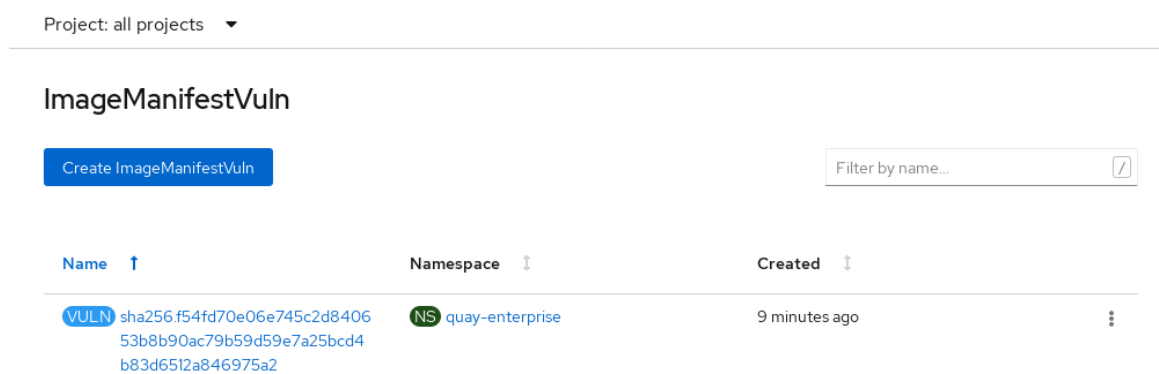 Project: all projects
ImageManifestVuln
Create ImageManifestVuln
Filter by name...
/
Name Namespace Created
VULN sha256.f54fd70e06e745c2d8406 NS quay-enterprise 9 minutes ago
53b8b90ac79b59d59e7a25bcd4
b83d6512a846975a2